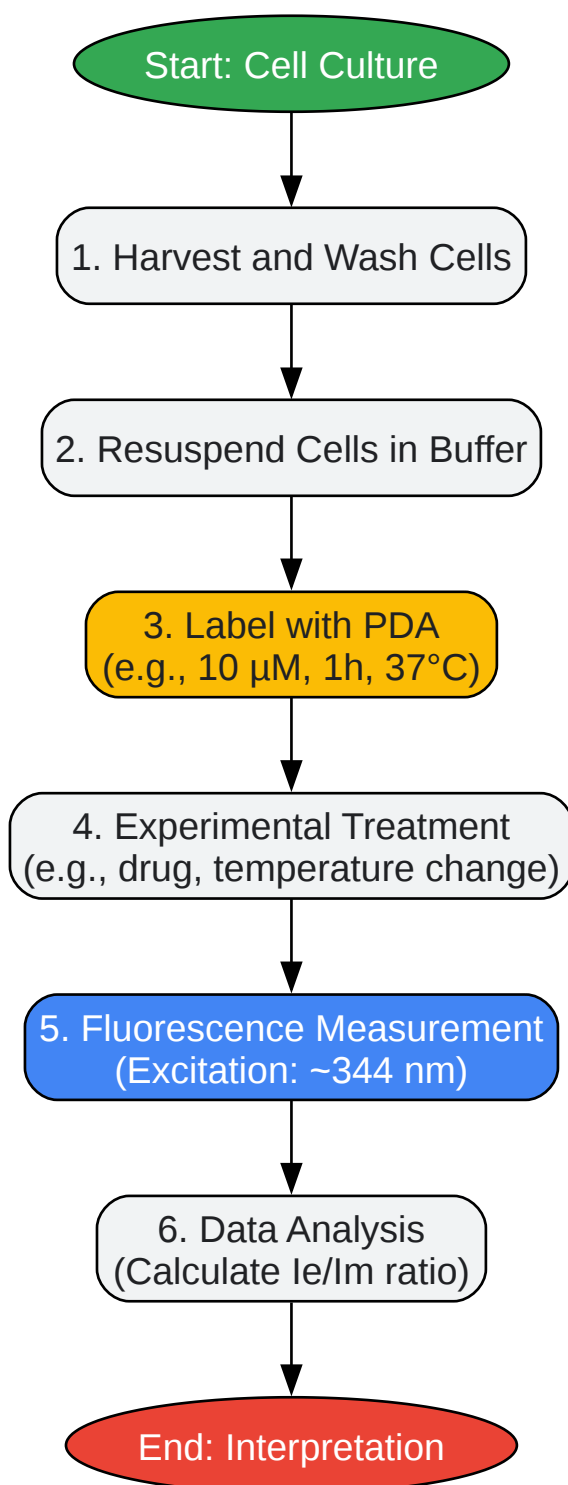 Start: Cell Culture
1. Harvest and Wash Cells
2. Resuspend Cells in Buffer
3. Label with PDA
(e.g., 10 µM, 1h, 37°C)
4. Experimental Treatment
(e.g., drug, temperature change)
5. Fluorescence Measurement
(Excitation: ~344 nm)
6. Data Analysis
(Calculate Ie/Im ratio)
End: Interpretation